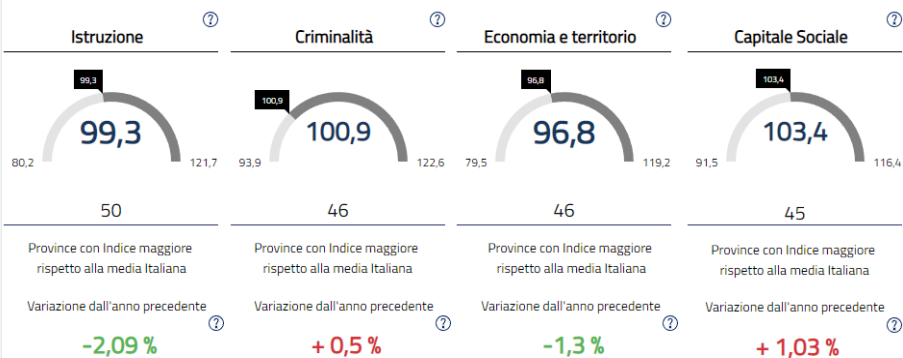 ?
Istruzione
99,3
99,3
80,2
121,7
50
Province con Indice maggiore
rispetto alla media Italiana
Variazione dall'anno precedente
?
-2,09 %
?
Criminalità
100,9
100,9
93,9
122,6
46
Province con Indice maggiore
rispetto alla media Italiana
Variazione dall'anno precedente
?
+ 0,5 %
?
Economia e territorio
96,8
96,8
79,5
119,2
46
Province con Indice maggiore
rispetto alla media Italiana
Variazione dall'anno precedente
?
-1,3 %
?
Capitale Sociale
103,4
103,4
91,5
116,4
45
Province con Indice maggiore
rispetto alla media Italiana
Variazione dall'anno precedente
?
+ 1,03 %